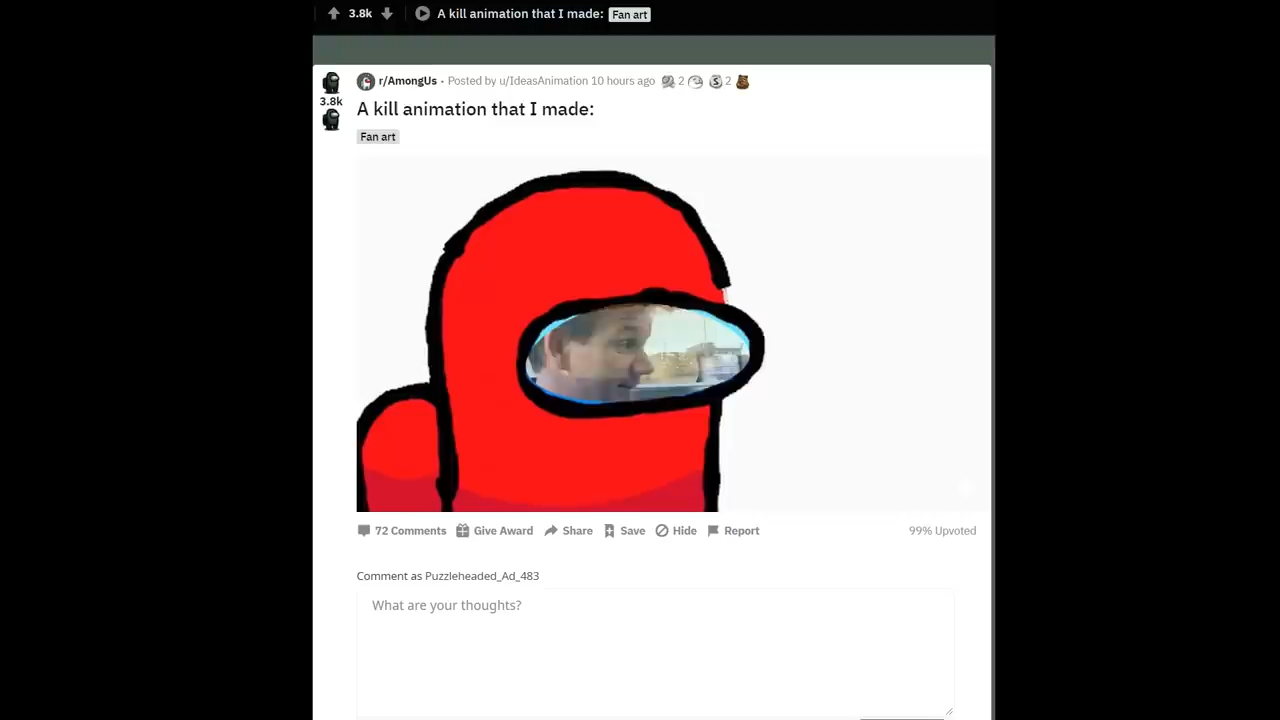 3.8k A kill animation that I made: Fan art
r/AmongUs • Posted by u/IdeasAnimation 10 hours ago 2 S 2
3.8k
A kill animation that I made:
Fan art
72 Comments Give Award Share Save Hide Report 99% Upvoted
Comment as Puzzleheaded_Ad_483
What are your thoughts?